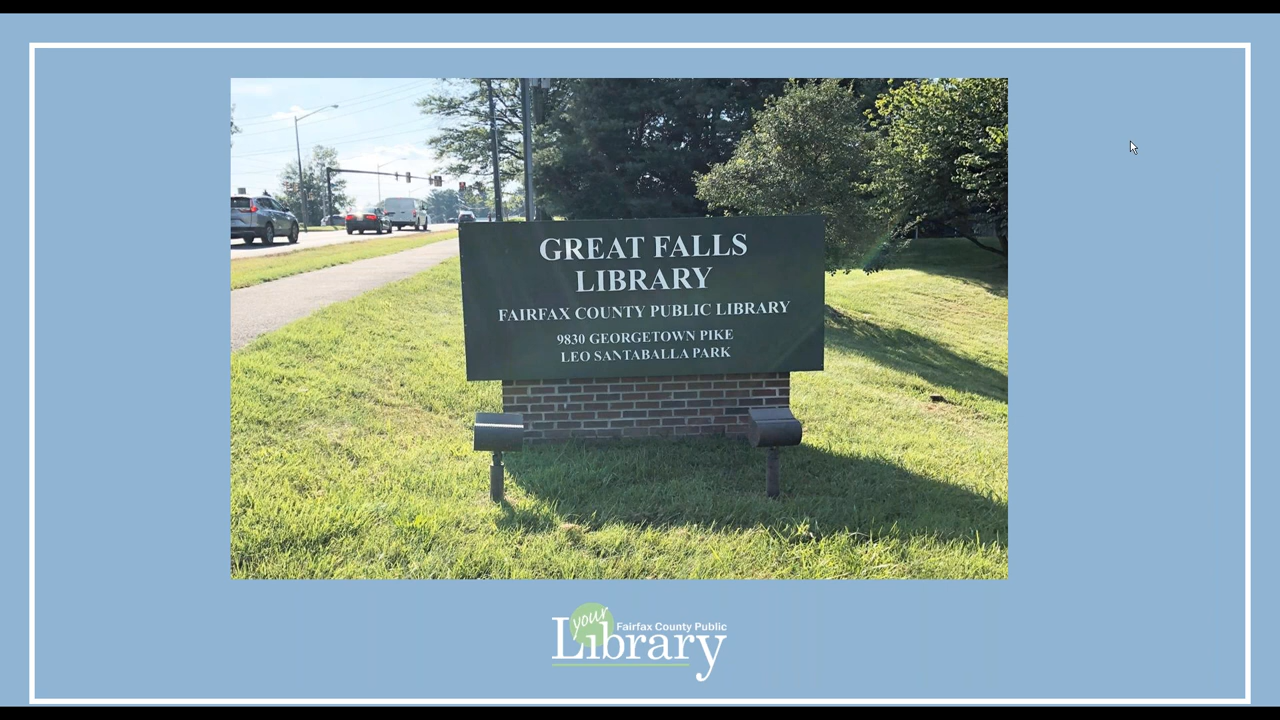 GREAT FALLS
LIBRARY
FAIRFAX COUNTY PUBLIC LIBRARY
9830 GEORGETOWN PIKE
LEO SANTABALLA PARK
your
Fairfax County Public
Library